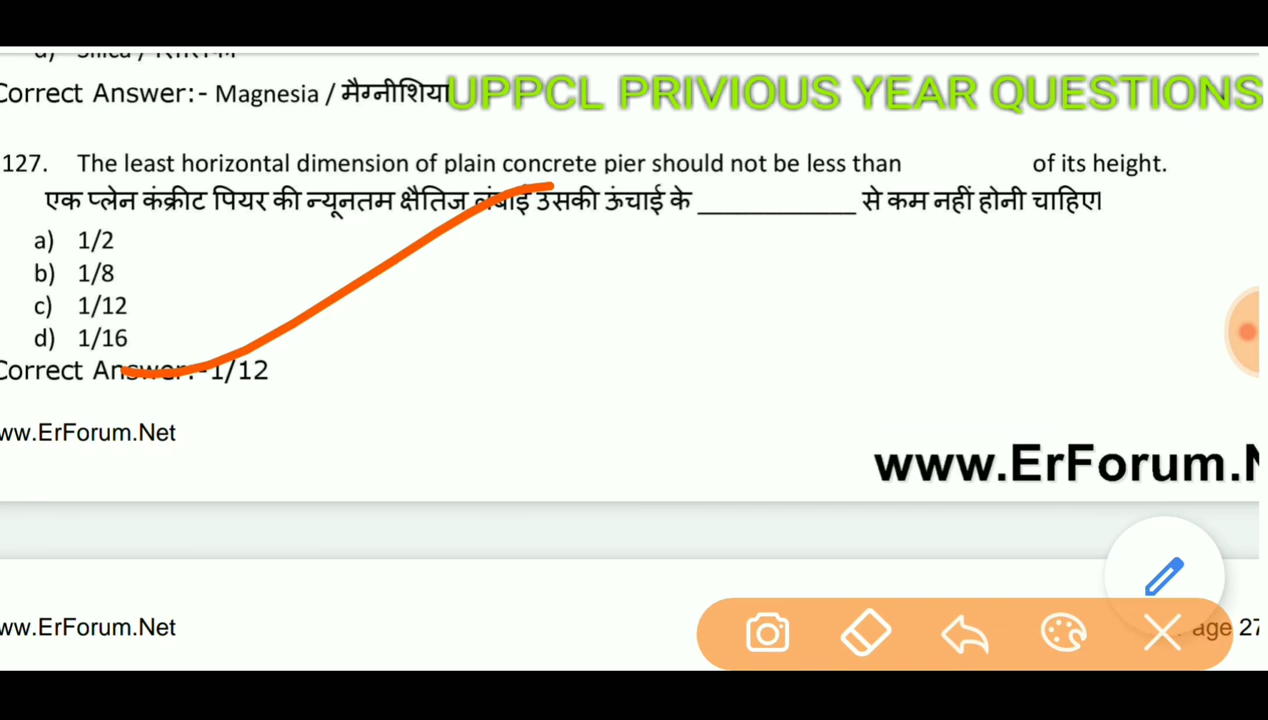 Correct Answer:- Magnesia / मैग्नीशिया UPPCL PRIVIOUS YEAR QUESTIONS
127. The least horizontal dimension of plain concrete pier should not be less than of its height.
एक प्लेन कंक्रीट पियर की न्यूनतम क्षैतिज लंबाई उसकी ऊंचाई के ____________ से कम नहीं होनी चाहिए।
a) 1/2
b) 1/8
c) 1/12
d) 1/16
Correct Answer:-1/12
ww.ErForum.Net
www.ErForum.N
ww.ErForum.Net
age 27